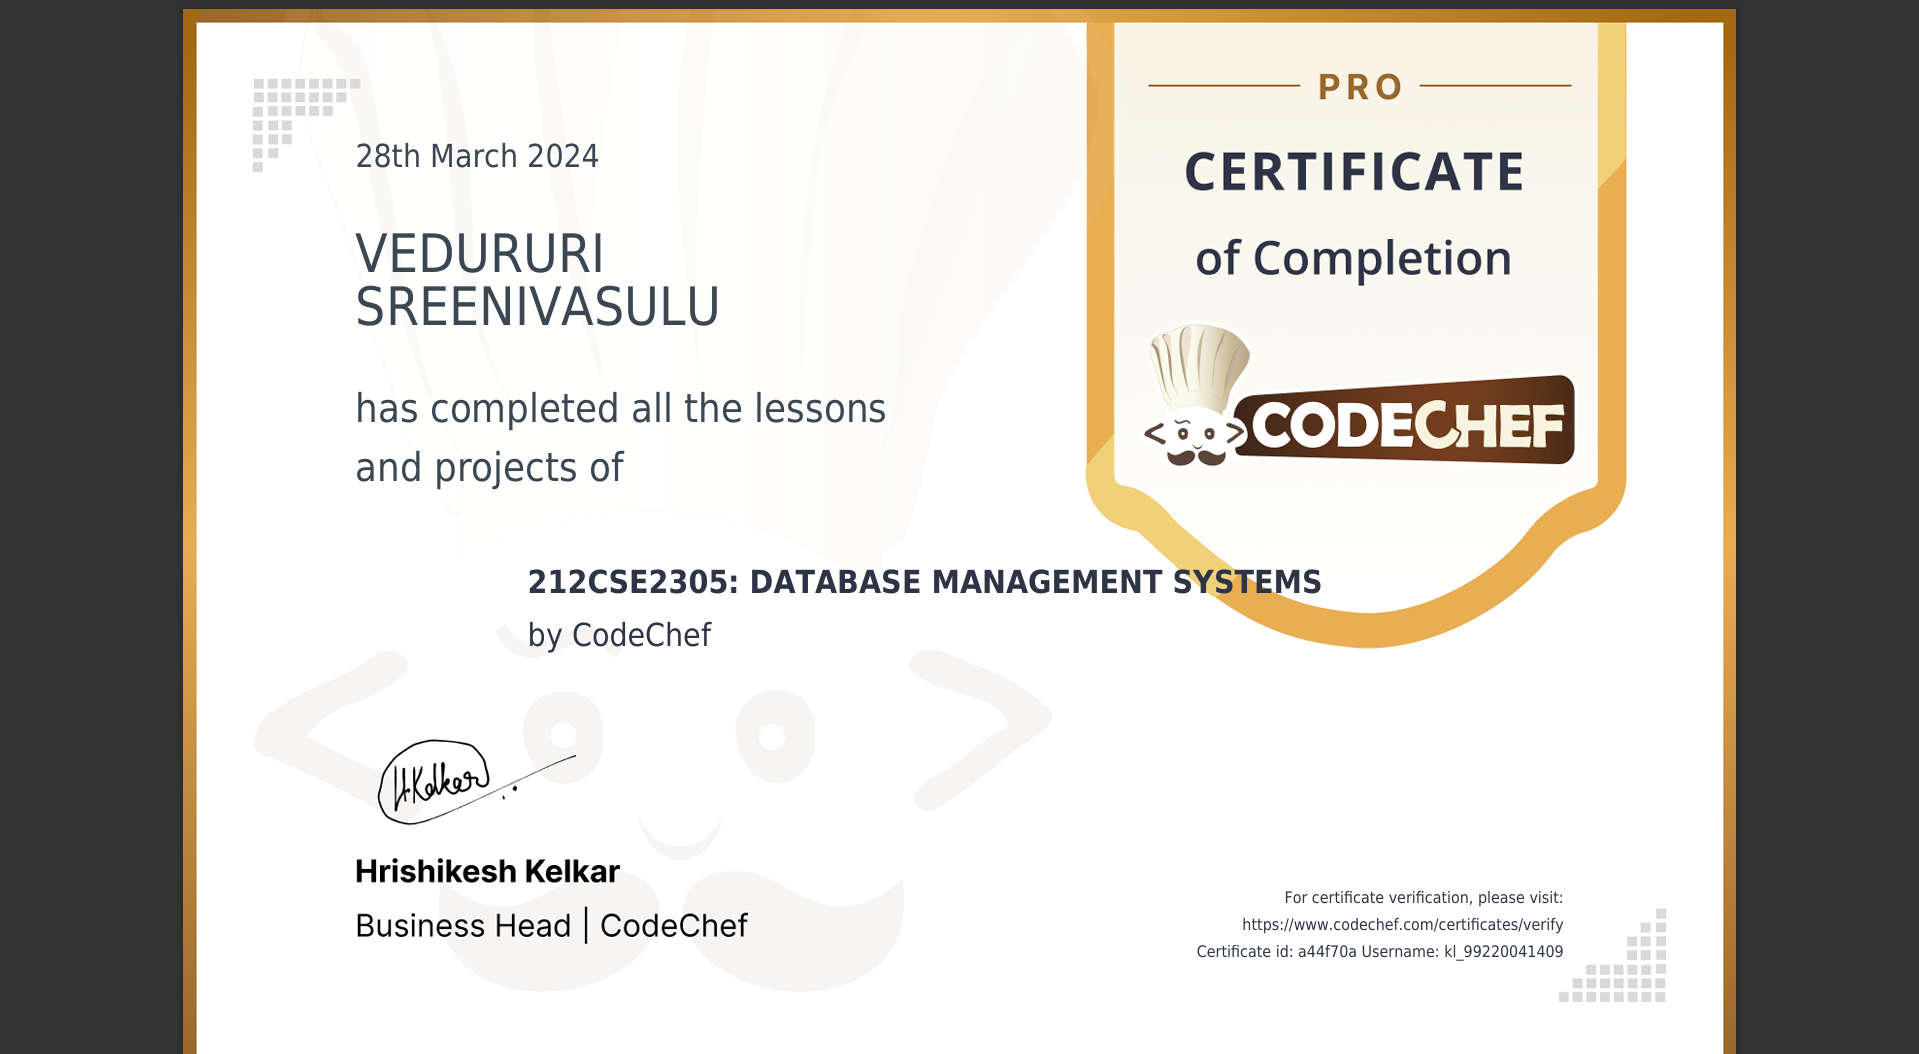 28th March 2024
VEDURURI
SREENIVASULU
has completed all the lessons
and projects of
PRO
CERTIFICATE
of Completion
CODECHEF
212CSE2305: DATABASE MANAGEMENT SYSTEMS
by CodeChef
H.Kelkar
Hrishikesh Kelkar
Business Head | CodeChef
For certificate verification, please visit:
https://www.codechef.com/certificates/verify
Certificate id: a44f70a Username: kl_99220041409